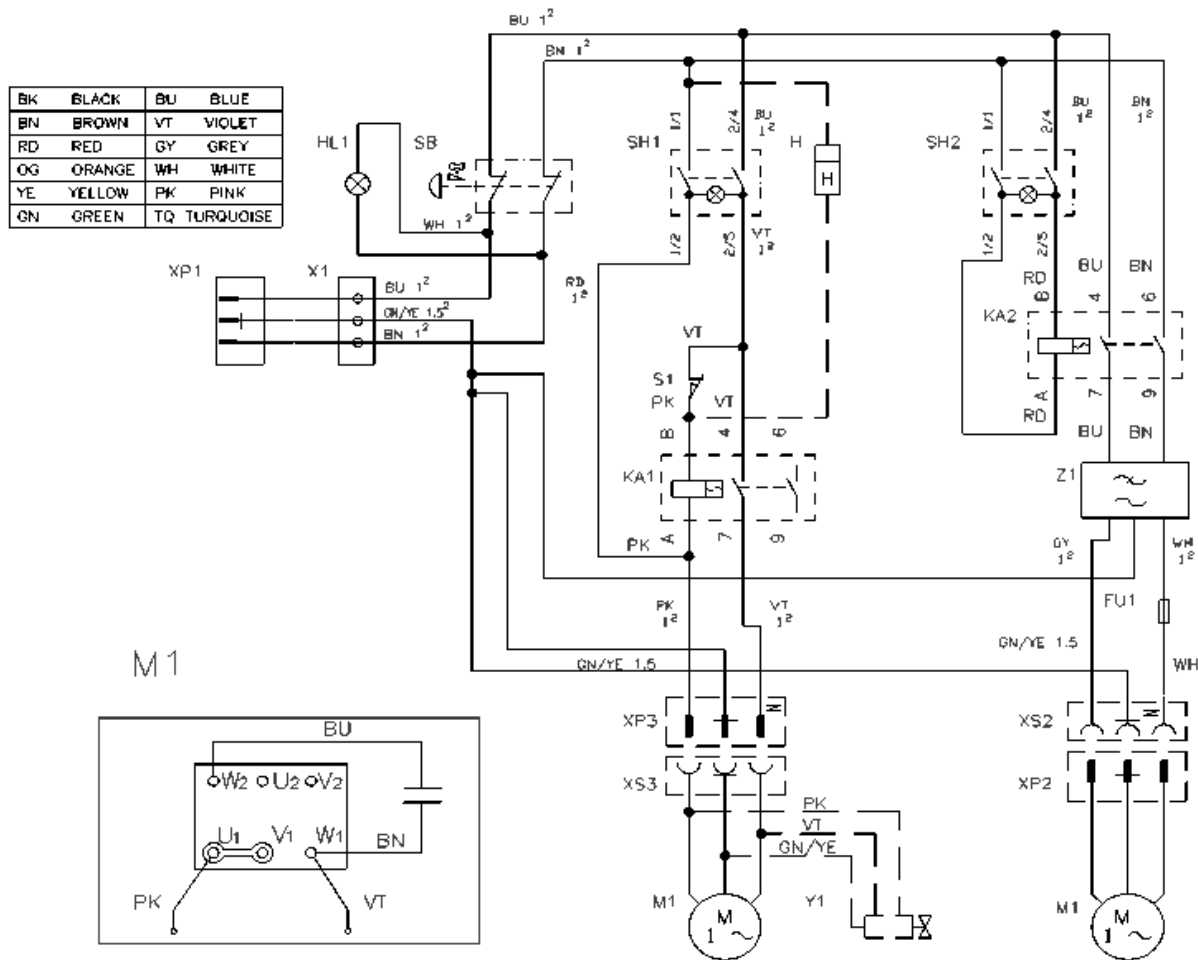 BU 1²
BN 1²
BK BLACK BU BLUE
BN BROWN VT VIOLET
RD RED GY GREY
OG ORANGE WH WHITE
YE YELLOW PK PINK
GN GREEN TQ TURQUOISE
HL1
SB
WH 1²
XP1
X1
BU 1²
GN/YE 1.5²
BN 1²
1/1
2/4
BU 1²
SH1
1/2
2/5
VT 1²
RD 1²
H
H
1/1
2/4
BU 1²
BN 1²
SH2
1/2
2/5
RD
BU
BN
B
4
6
KA2
A
7
9
RD
BU
BN
VT
S1
PK
VT
B
4
6
KA1
A
7
9
PK
Z1
GY 1²
WH 1²
FU1
PK 1²
VT 1²
GN/YE 1.5
GN/YE 1.5
WH
XP3
N
XS3
XS2
N
XP2
PK
VT
GN/YE
M1
M
1
Y1
M1
M
1
M1
BU
W2 U2 V2
U1 V1 W1
BN
PK
VT